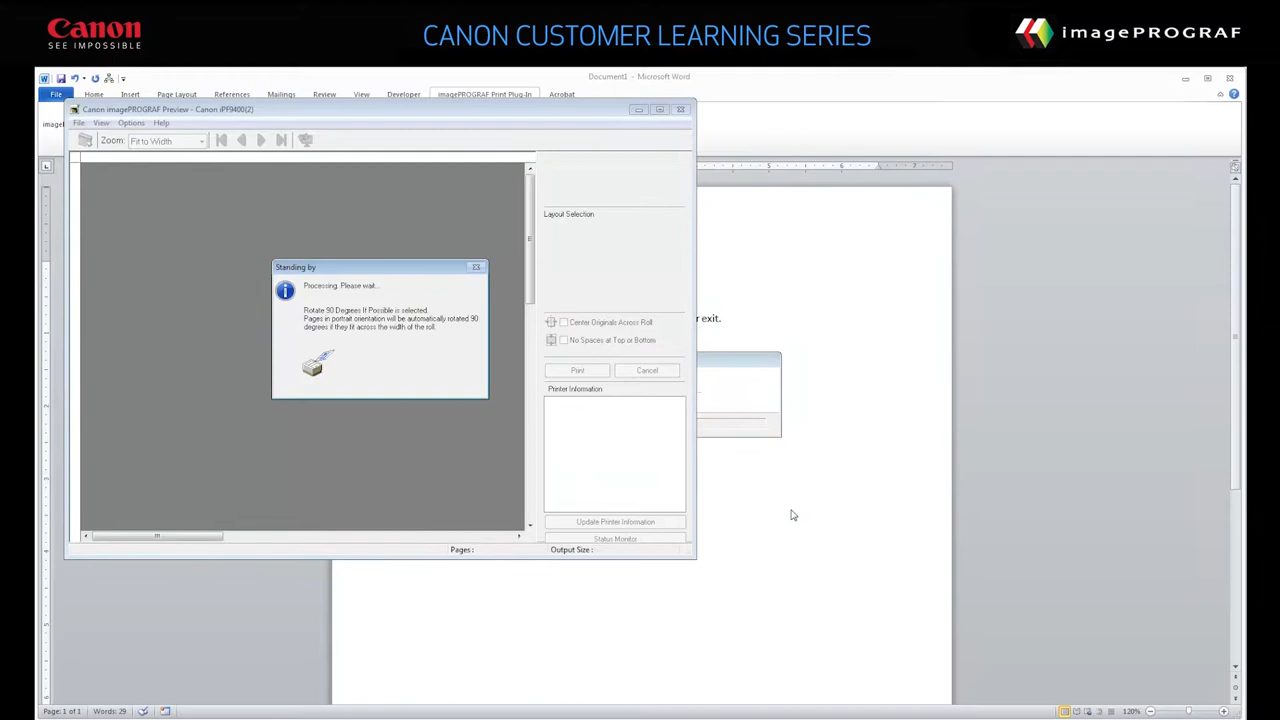 Canon
SEE IMPOSSIBLE
CANON CUSTOMER LEARNING SERIES
imagePROGRAF
Document1 - Microsoft Word
File Home Insert Page Layout References Mailings Review View Developer imagePROGRAF Print Plug-In Acrobat
Canon imagePROGRAF Preview - Canon iPF9400(2)
File View Options Help
Zoom: Fit to Width
Layout Selection
Standing by
Processing. Please wait...
Rotate 90 Degrees If Possible is selected.
Pages in portrait orientation will be automatically rotated 90
degrees if they fit across the width of the roll.
Center Originals Across Roll
No Spaces at Top or Bottom
r exit.
Print Cancel
Printer Information
Update Printer Information
Status Monitor
Pages : Output Size :
Page: 1 of 1 Words: 29 120%